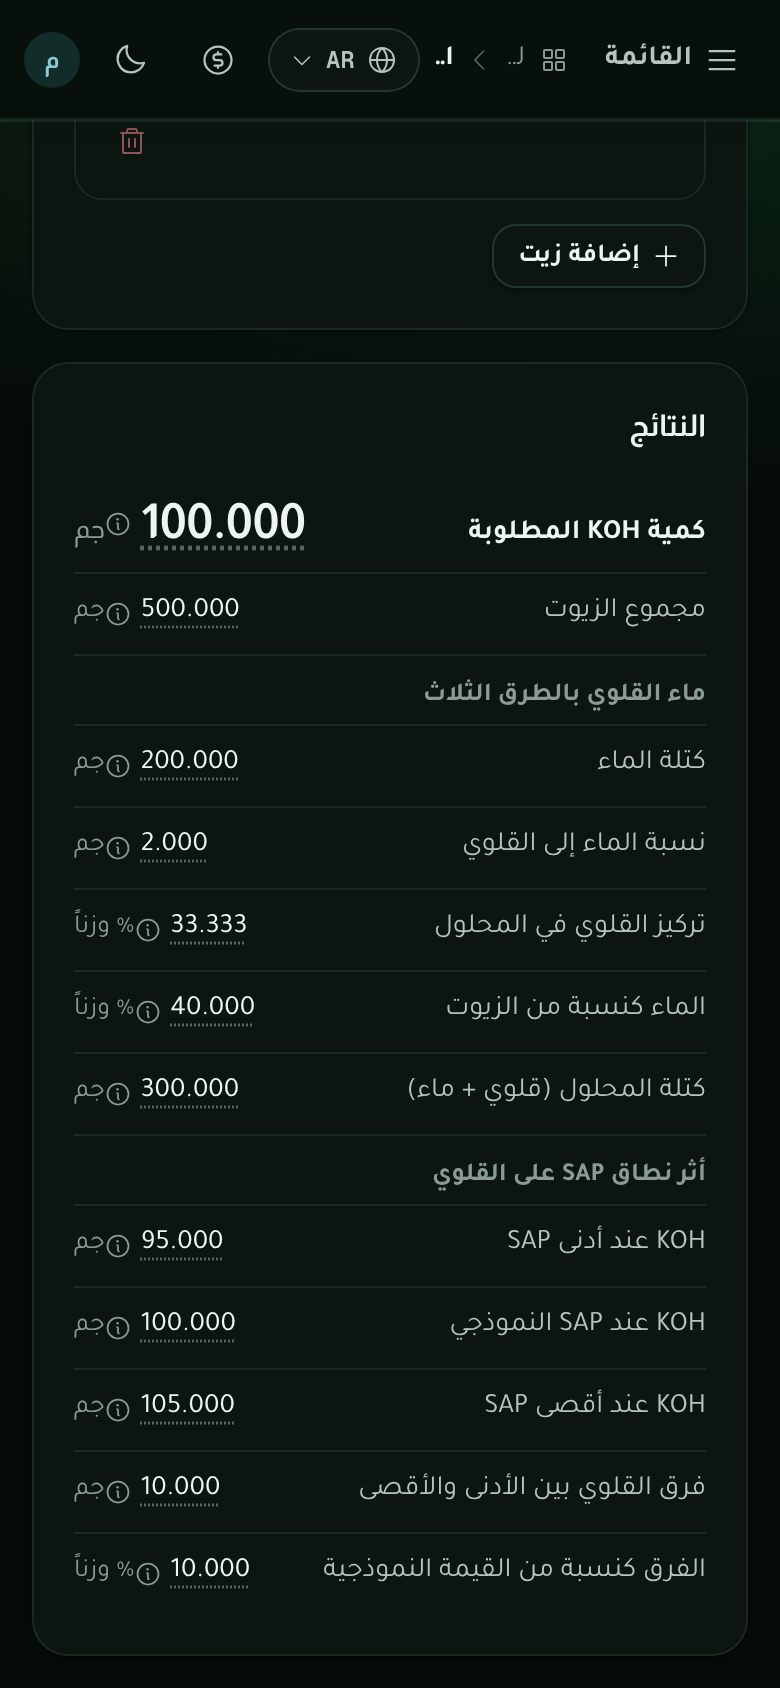 القائمة
لـ..
ا..
AR
م
إضافة زيت
النتائج
كمية KOH المطلوبة 100.000 جم
مجموع الزيوت 500.000 جم
ماء القلوي بالطرق الثلاث
كتلة الماء 200.000 جم
نسبة الماء إلى القلوي 2.000 جم
تركيز القلوي في المحلول 33.333 % وزناً
الماء كنسبة من الزيوت 40.000 % وزناً
كتلة المحلول (قلوي + ماء) 300.000 جم
أثر نطاق SAP على القلوي
KOH عند أدنى SAP 95.000 جم
KOH عند SAP النموذجي 100.000 جم
KOH عند أقصى SAP 105.000 جم
فرق القلوي بين الأدنى والأقصى 10.000 جم
الفرق كنسبة من القيمة النموذجية 10.000 % وزناً